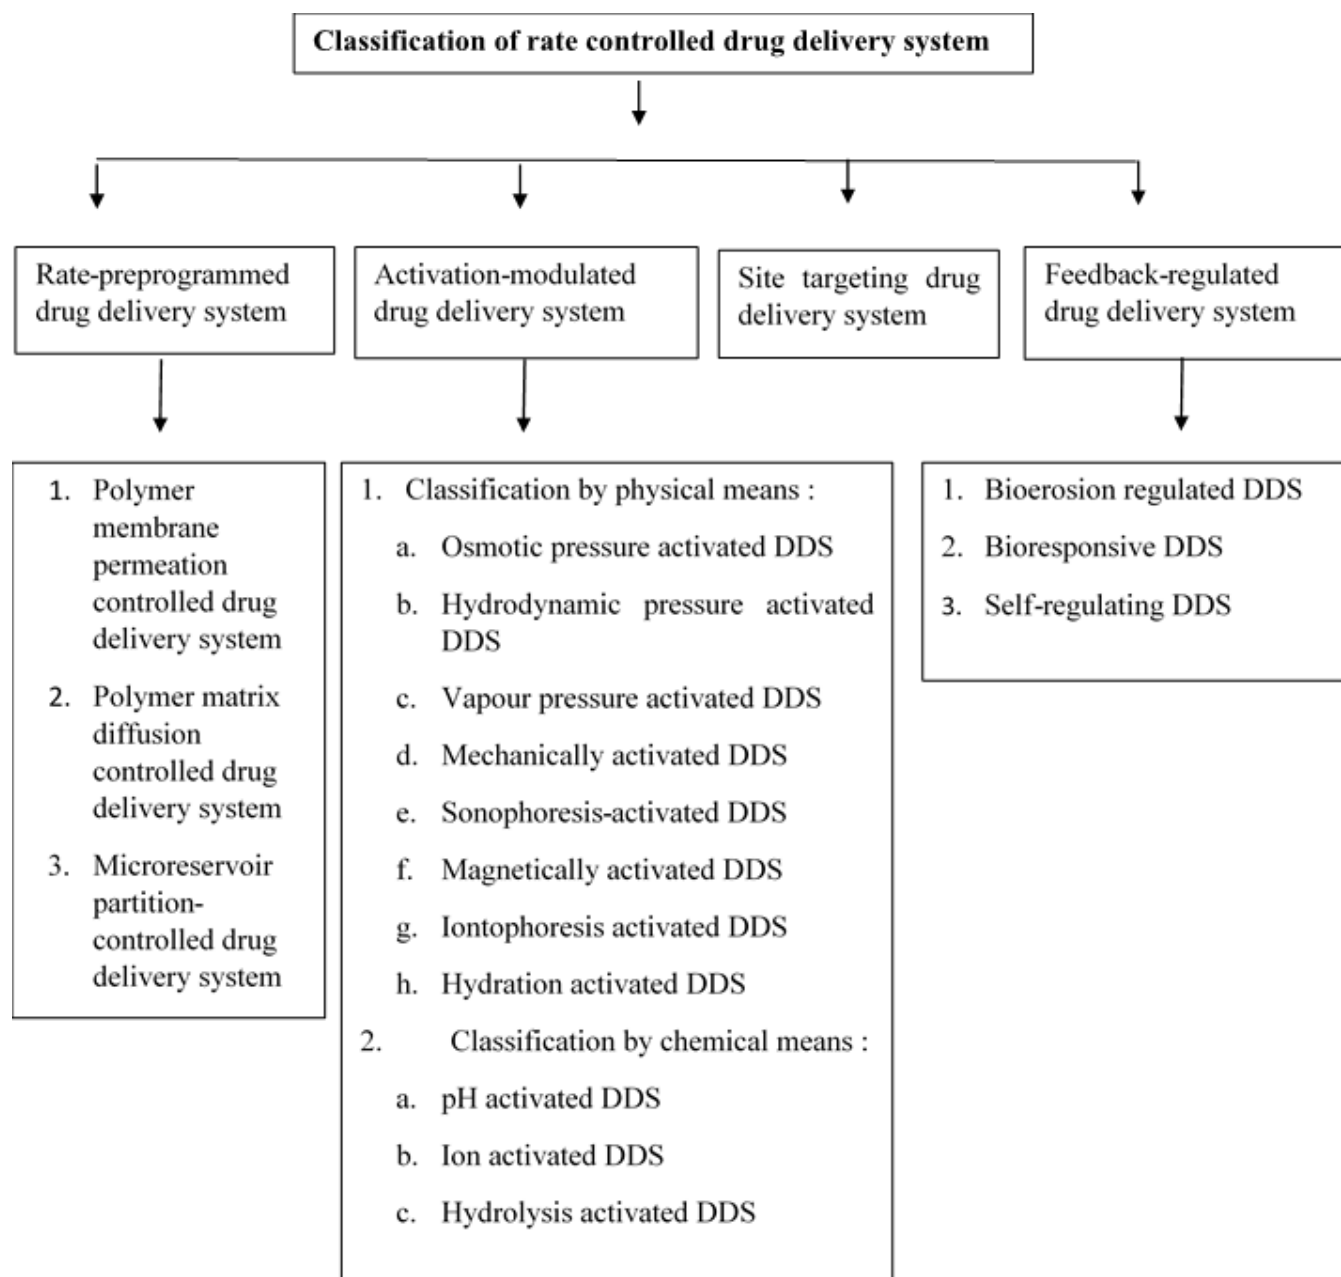 Classification of rate controlled drug delivery system
Rate-preprogrammed
drug delivery system
Activation-modulated
drug delivery system
Site targeting drug
delivery system
Feedback-regulated
drug delivery system
1. Polymer
membrane
permeation
controlled drug
delivery system
2. Polymer matrix
diffusion
controlled drug
delivery system
3. Microreservoir
partition-
controlled drug
delivery system
1. Classification by physical means :
a. Osmotic pressure activated DDS
b. Hydrodynamic pressure activated
DDS
c. Vapour pressure activated DDS
d. Mechanically activated DDS
e. Sonophoresis-activated DDS
f. Magnetically activated DDS
g. Iontophoresis activated DDS
h. Hydration activated DDS
2. Classification by chemical means :
a. pH activated DDS
b. Ion activated DDS
c. Hydrolysis activated DDS
1. Bioerosion regulated DDS
2. Bioresponsive DDS
3. Self-regulating DDS